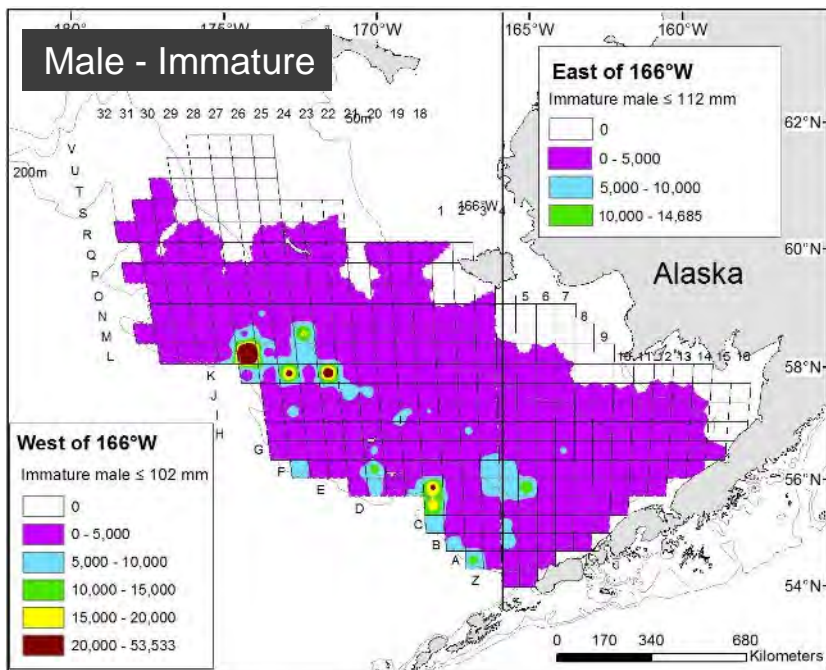 180°
175°W
170°W
165°W
160°W
Male - Immature
East of 166°W
Immature male ≤ 112 mm
0
0 - 5,000
5,000 - 10,000
10,000 - 14,685
32 31 30 29 28 27 26 25 24 23 22 21 20 19 18
50m
62°N
200m
V
U
T
S
R
Q
P
O
N
M
L
166°W
1 2 3 4
60°N
Alaska
5 6 7
8
9
10 11 12 13 14 15 16
58°N
K
J
I
H
G
F
E
D
C
B
A
Z
56°N
54°N
West of 166°W
Immature male ≤ 102 mm
0
0 - 5,000
5,000 - 10,000
10,000 - 15,000
15,000 - 20,000
20,000 - 53,533
0 170 340 680
Kilometers